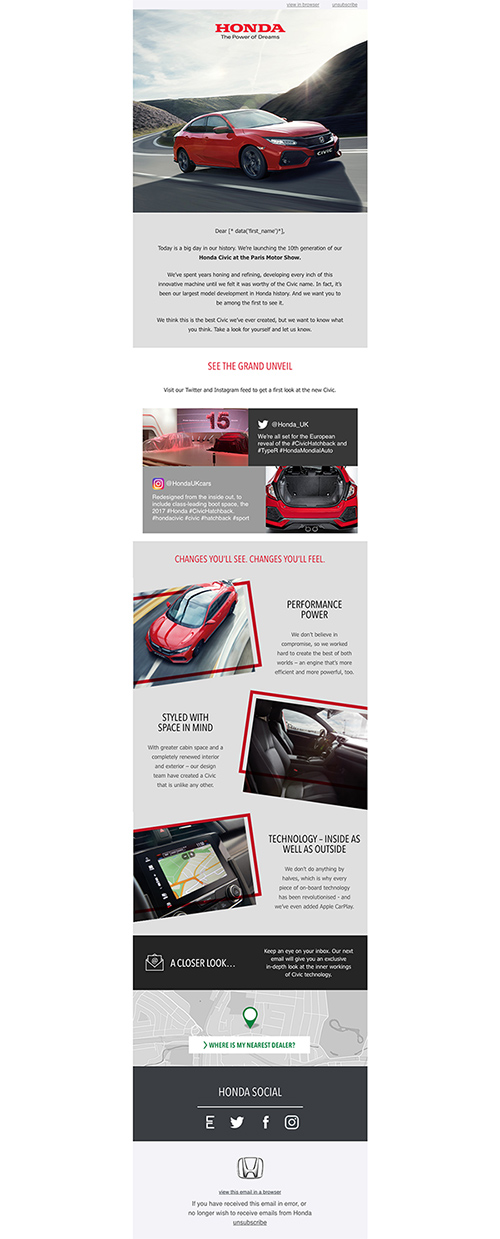 view in browser unsubscribe
HONDA
The Power of Dreams
CIVIC
Dear [* data('first_name')*],
Today is a big day in our history. We're launching the 10th generation of our
Honda Civic at the Paris Motor Show.
We've spent years honing and refining, developing every inch of this
innovative machine until we felt it was worthy of the Civic name. In fact, it's
been our largest model development in Honda history. And we want you to
be among the first to see it.
We think this is the best Civic we've ever created, but we want to know what
you think. Take a look for yourself and let us know.
SEE THE GRAND UNVEIL
Visit our Twitter and Instagram feed to get a first look at the new Civic.
15
@Honda_UK
We're all set for the European
reveal of the #CivicHatchback and
#TypeR #HondaMondialAuto
@HondaUKcars
Redesigned from the inside out, to
include class-leading boot space, the
2017 #Honda #CivicHatchback.
#hondacivic #civic #hatchback #sport
CHANGES YOU'LL SEE. CHANGES YOU'LL FEEL.
PERFORMANCE
POWER
We don't believe in
compromise, so we worked
hard to create the best of both
worlds – an engine that's more
efficient and more powerful, too.
STYLED WITH
SPACE IN MIND
With greater cabin space and a
completely renewed interior
and exterior – our design
team have created a Civic
that is unlike any other.
TECHNOLOGY – INSIDE AS
WELL AS OUTSIDE
We don't do anything by
halves, which is why every
piece of on-board technology
has been revolutionised - and
we've even added Apple CarPlay.
A CLOSER LOOK...
Keep an eye on your inbox. Our next
email will give you an exclusive
in-depth look at the inner workings
of Civic technology.
WHERE IS MY NEAREST DEALER?
HONDA SOCIAL
view this email in a browser
If you have received this email in error, or
no longer wish to receive emails from Honda
unsubscribe